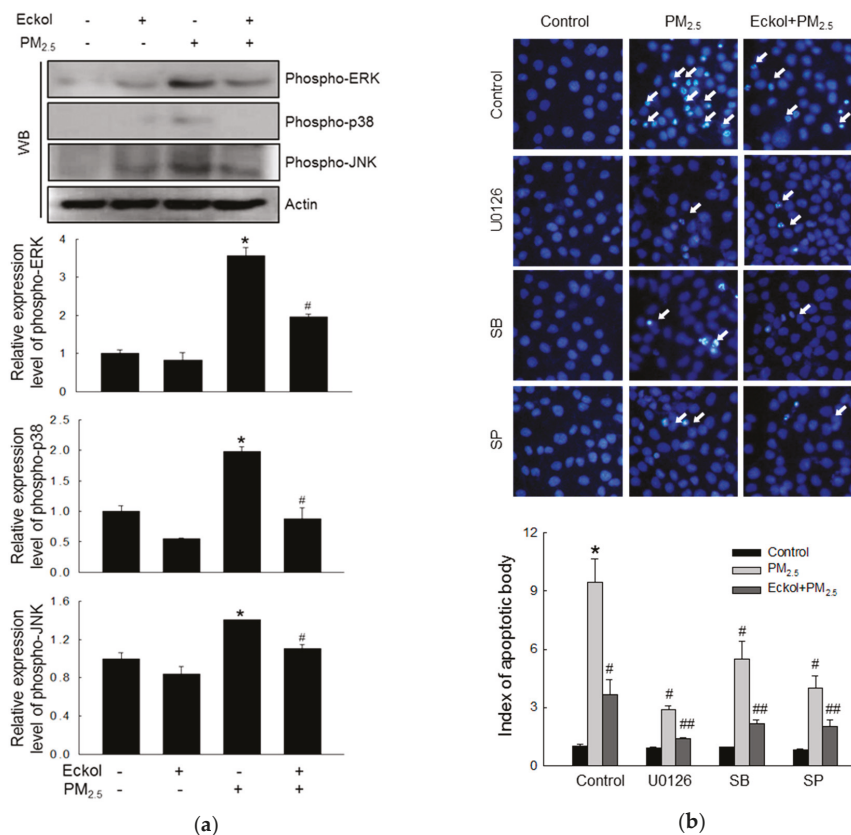 Eckol - + - +
PM2.5 - - + +
WB
Phospho-ERK
Phospho-p38
Phospho-JNK
Actin
Relative expression
level of phospho-ERK
4
3
2
1
0
*
#
Relative expression
level of phospho-p38
2.0
1.5
1.0
0.5
0.0
*
#
Relative expression
level of phospho-JNK
1.6
1.2
0.8
0.4
0.0
*
#
Eckol - + - +
PM2.5 - - + +
(a)
Control PM2.5 Eckol+PM2.5
Control
U0126
SB
SP
Index of apoptotic body
12
9
6
3
0
*
#
#
##
#
##
#
##
Control
PM2.5
Eckol+PM2.5
Control U0126 SB SP
(b)